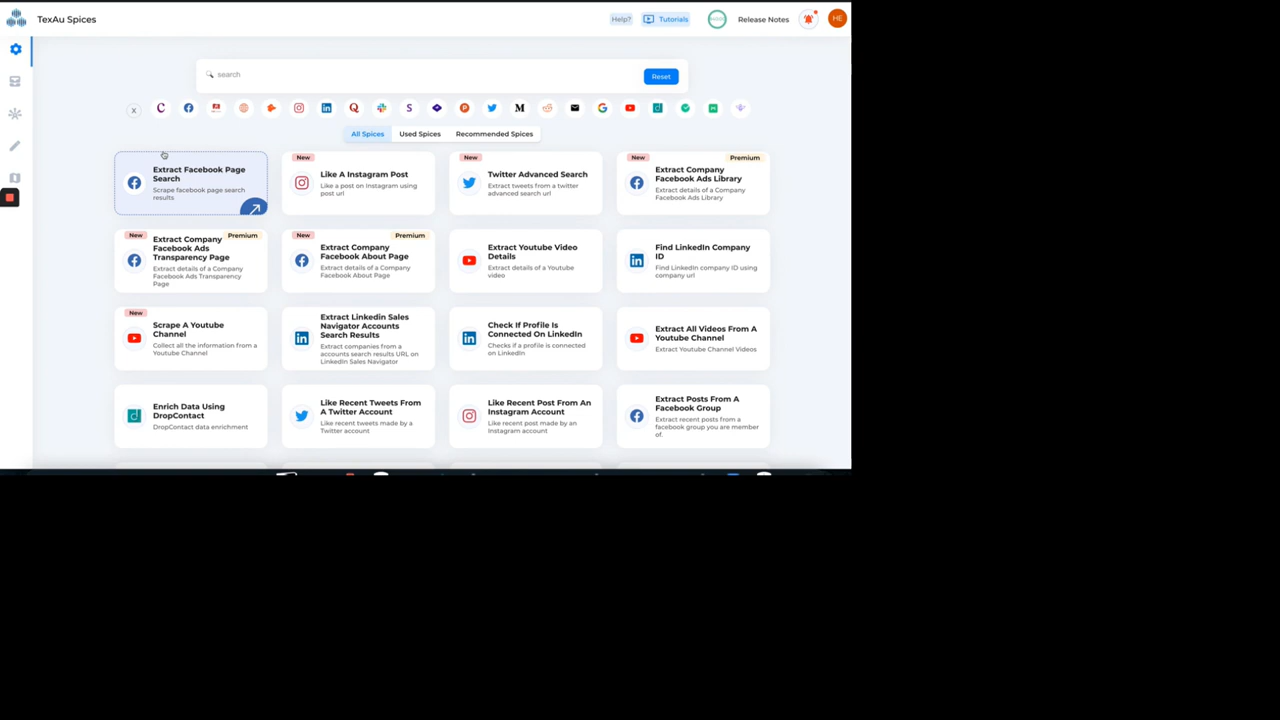 TexAu Spices
Help?
Tutorials
Release Notes
HE
search
Reset
X
All Spices
Used Spices
Recommended Spices
Extract Facebook Page
Search
Scrape facebook page search
results
New
Like A Instagram Post
Like a post on Instagram using
post url
New
Twitter Advanced Search
Extract tweets from a twitter
advanced search url
New
Premium
Extract Company
Facebook Ads Library
Extract details of a Company
Facebook Ads Library
New
Premium
Extract Company
Facebook Ads
Transparency Page
Extract details of a Company
Facebook Ads Transparency
Page
New
Premium
Extract Company
Facebook About Page
Extract details of a Company
Facebook About Page
Extract Youtube Video
Details
Extract details of a Youtube
video
Find LinkedIn Company
ID
Find LinkedIn company ID using
company url
New
Scrape A Youtube
Channel
Collect all the information from a
Youtube Channel
Extract Linkedin Sales
Navigator Accounts
Search Results
Extract companies from a
accounts search results URL on
LinkedIn Sales Navigator
Check If Profile Is
Connected On LinkedIn
Checks if a profile is connected
on LinkedIn
Extract All Videos From A
Youtube Channel
Extract Youtube Channel Videos
Enrich Data Using
DropContact
DropContact data enrichment
Like Recent Tweets From
A Twitter Account
Like recent tweets made by a
Twitter account
Like Recent Post From An
Instagram Account
Like recent post made by an
Instagram account
Extract Posts From A
Facebook Group
Extract recent posts from a
facebook group you are member
of.